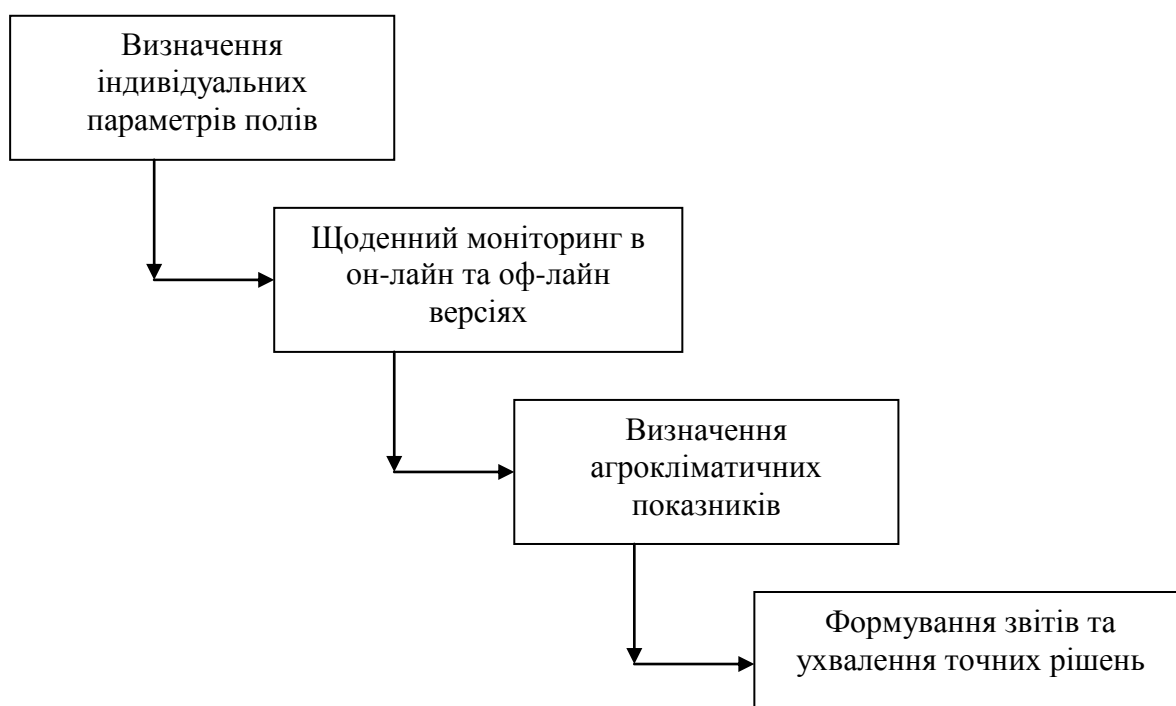 Визначення
індивідуальних
параметрів полів
Щоденний моніторинг в
он-лайн та оф-лайн
версіях
Визначення
агрокліматичних
показників
Формування звітів та
ухвалення точних рішень